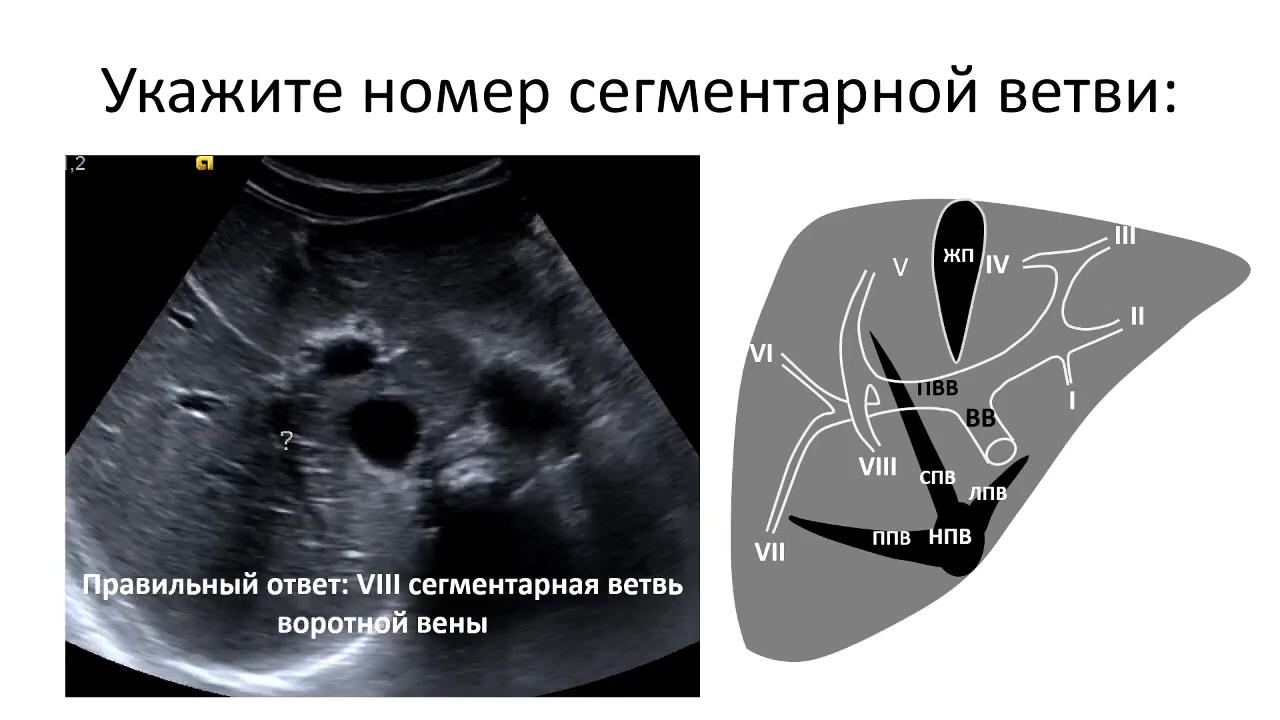 Укажите номер сегментарной ветви:
,2
?
Правильный ответ: VIII сегментарная ветвь
воротной вены
III
V
ЖП
IV
II
VI
ПВВ
I
ВВ
VIII
СПВ
ЛПВ
VII
ППВ
НПВ